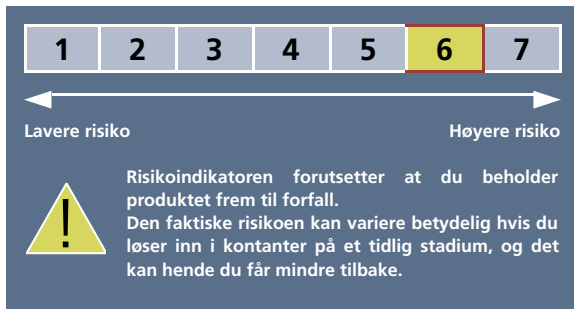 1 2 3 4 5 6 7
Lavere risiko Høyere risiko
Risikoindikatoren forutsetter at du beholder
produktet frem til forfall.
Den faktiske risikoen kan variere betydelig hvis du
løser inn i kontanter på et tidlig stadium, og det
kan hende du får mindre tilbake.
!